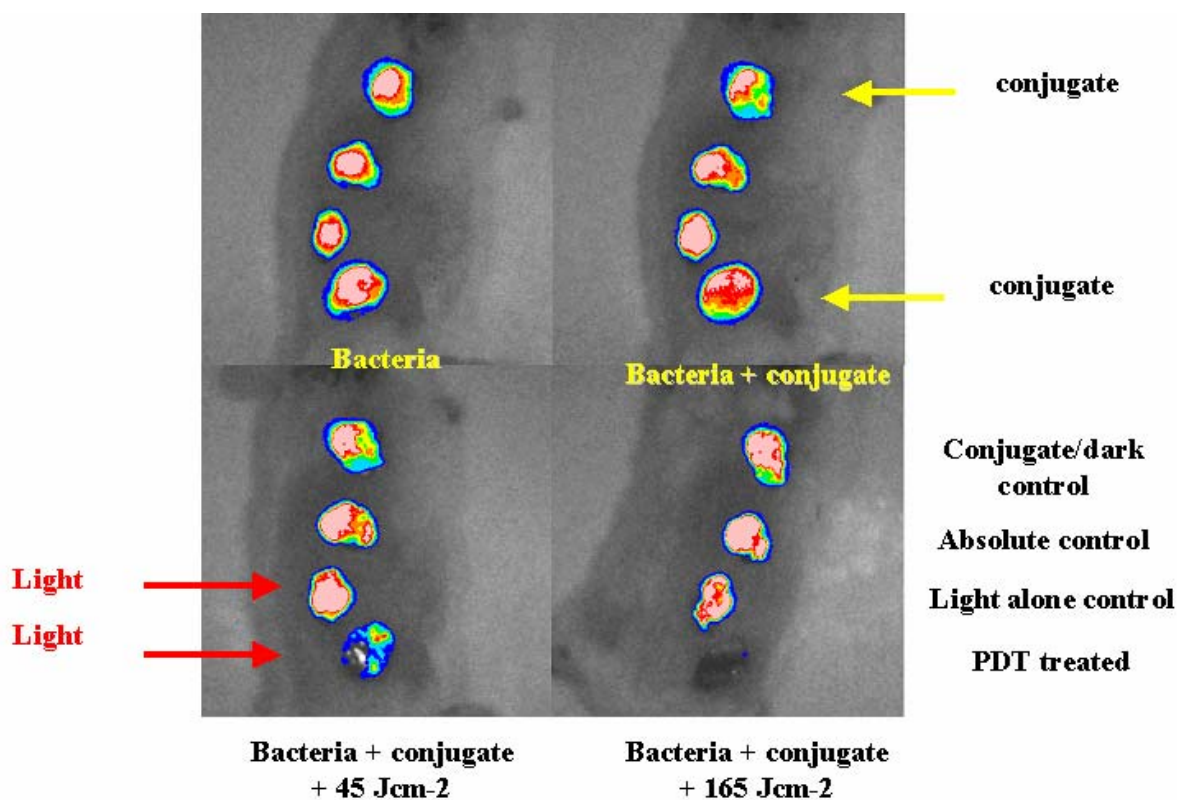 conjugate
conjugate
Bacteria
Bacteria + conjugate
Conjugate/dark
control
Absolute control
Light
Light alone control
Light
PDT treated
Bacteria + conjugate
+ 45 Jcm-2
Bacteria + conjugate
+ 165 Jcm-2